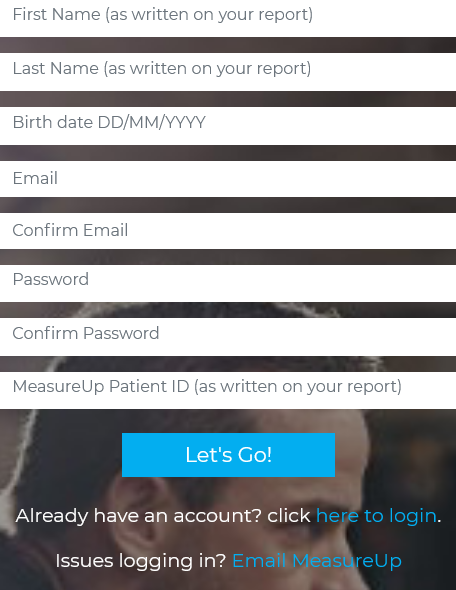 First Name (as written on your report)
Last Name (as written on your report)
Birth date DD/MM/YYYY
Email
Confirm Email
Password
Confirm Password
MeasureUp Patient ID (as written on your report)
Let's Go!
Already have an account? click here to login.
Issues logging in? Email MeasureUp